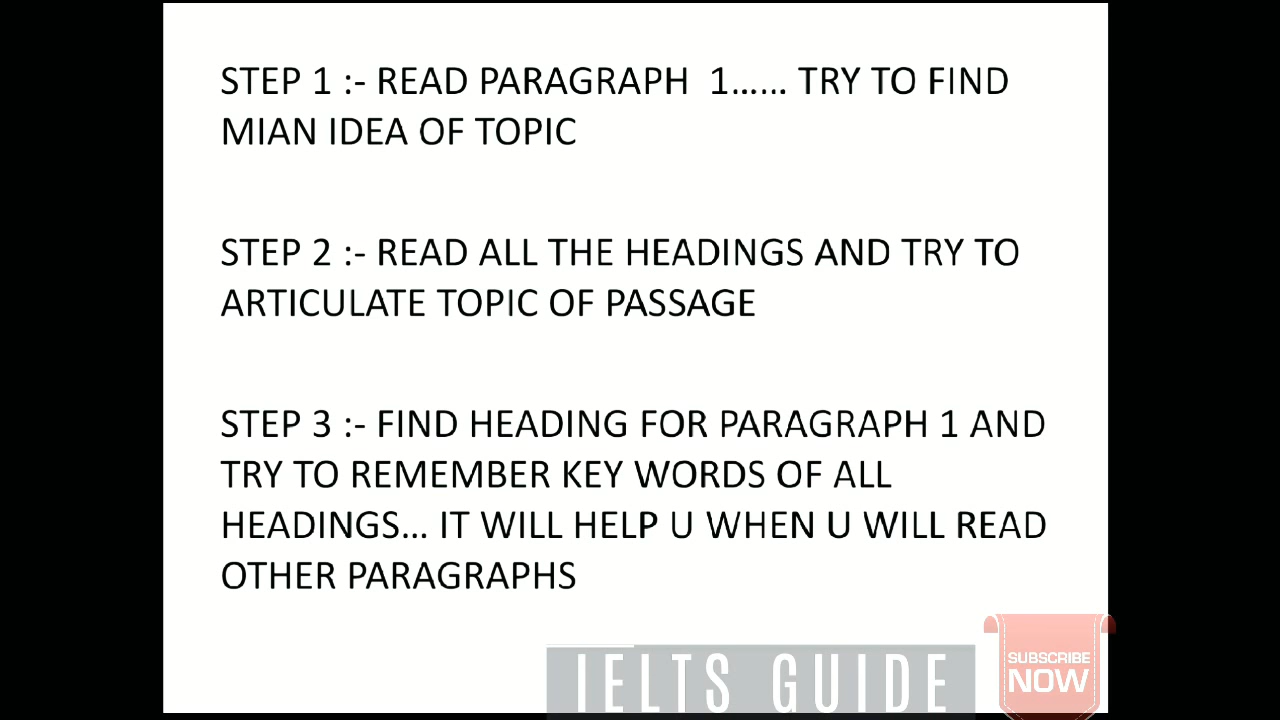 STEP 1 :- READ PARAGRAPH  1...... TRY TO FIND
MIAN IDEA OF TOPIC
STEP 2 :- READ ALL THE HEADINGS AND TRY TO
ARTICULATE TOPIC OF PASSAGE
STEP 3 :- FIND HEADING FOR PARAGRAPH 1 AND
TRY TO REMEMBER KEY WORDS OF ALL
HEADINGS... IT WILL HELP U WHEN U WILL READ
OTHER PARAGRAPHS
IELTS GUIDE
SUBSCRIBE
NOW